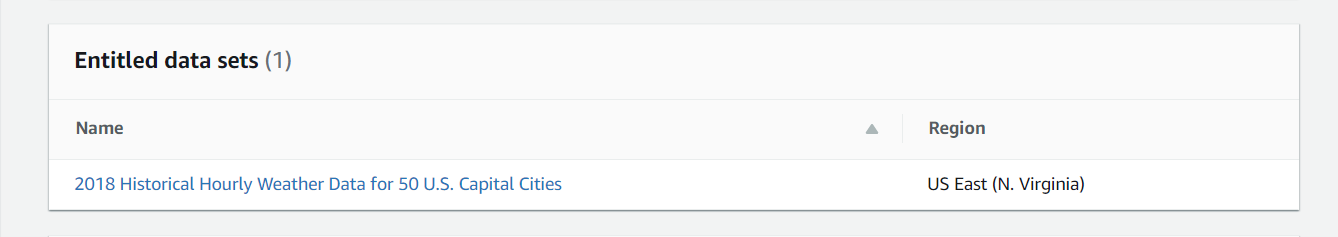 Entitled data sets (1)
Name Region
2018 Historical Hourly Weather Data for 50 U.S. Capital Cities US East (N. Virginia)